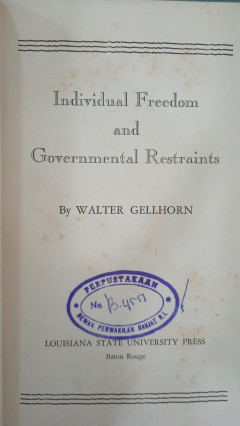 Individual Freedom
and
Governmental Restraints
By WALTER GELLHORN
PERPUSTAKAAN
No
DEWAN PERWAKILAN RAKJAT R.I.
LOUISIANA STATE UNIVERSITY PRESS
Baton Rouge